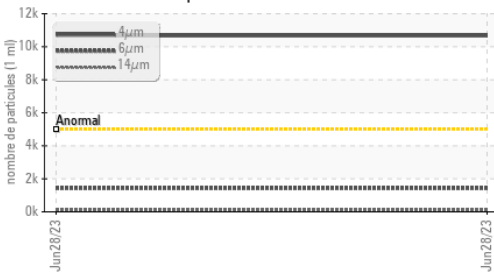 12k
10k
8k
6k
4k
2k
0k
nombre de particules (1 ml)
4µm
6µm
14µm
Anormal
Jun28/23
Jun28/23